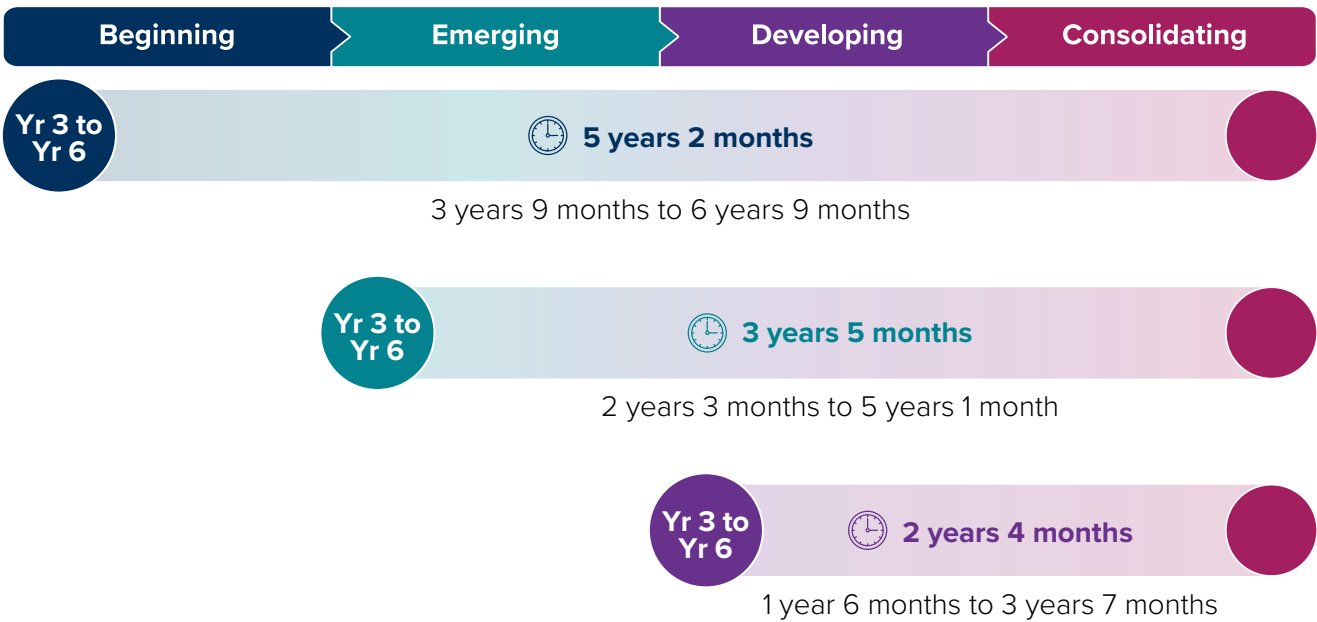 Beginning
Emerging
Developing
Consolidating
Yr 3 to
Yr 6
5 years 2 months
3 years 9 months to 6 years 9 months
Yr 3 to
Yr 6
3 years 5 months
2 years 3 months to 5 years 1 month
Yr 3 to
Yr 6
2 years 4 months
1 year 6 months to 3 years 7 months